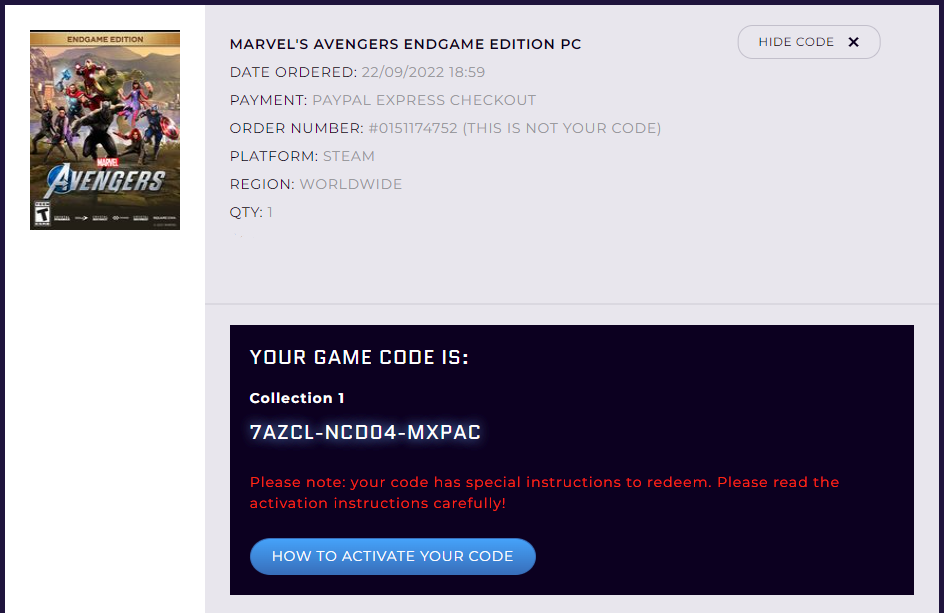 ENDGAME EDITION
MARVEL
AVENGERS
TEEN
T
MARVEL'S AVENGERS ENDGAME EDITION PC
HIDE CODE ✕
DATE ORDERED: 22/09/2022 18:59
PAYMENT: PAYPAL EXPRESS CHECKOUT
ORDER NUMBER: #0151174752 (THIS IS NOT YOUR CODE)
PLATFORM: STEAM
REGION: WORLDWIDE
QTY: 1
YOUR GAME CODE IS:
Collection 1
7AZCL-NCD04-MXPAC
Please note: your code has special instructions to redeem. Please read the
activation instructions carefully!
HOW TO ACTIVATE YOUR CODE